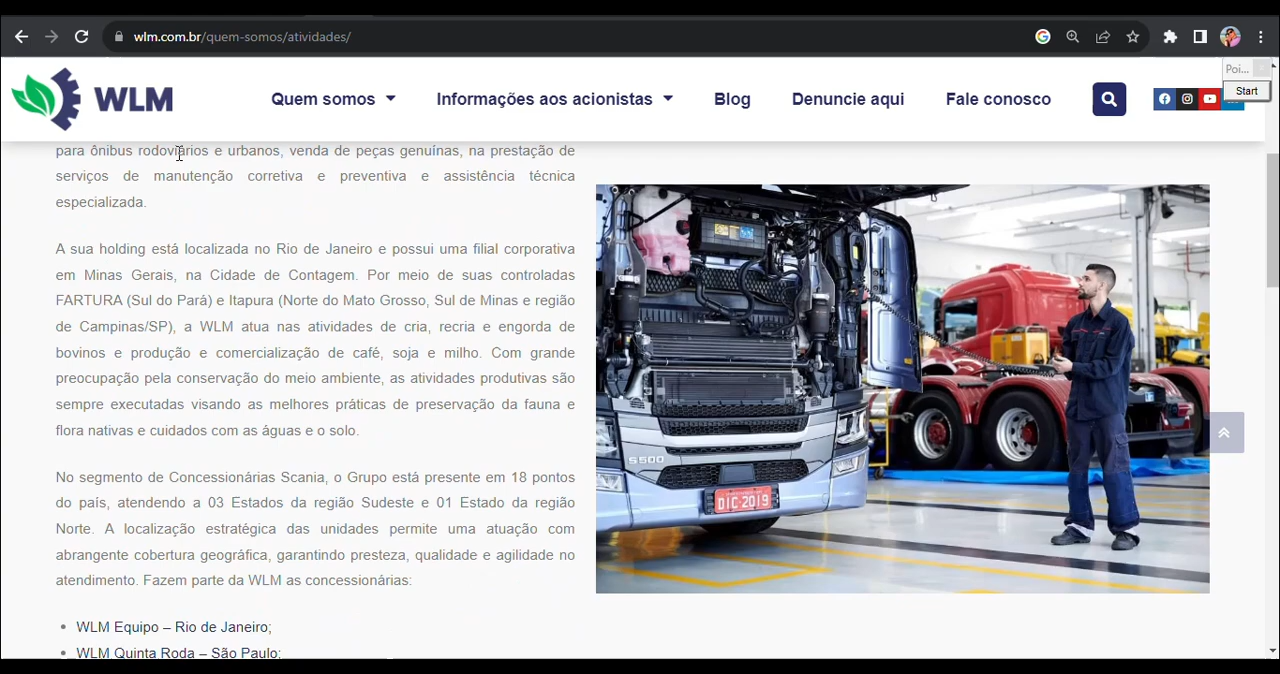 wlm.com.br/quem-somos/atividades/
WLM
Quem somos
Informações aos acionistas
Blog
Denuncie aqui
Fale conosco
Poi...
Start
para ônibus rodoviários e urbanos, venda de peças genuínas, na prestação de
serviços de manutenção corretiva e preventiva e assistência técnica
especializada.
A sua holding está localizada no Rio de Janeiro e possui uma filial corporativa
em Minas Gerais, na Cidade de Contagem. Por meio de suas controladas
FARTURA (Sul do Pará) e Itapura (Norte do Mato Grosso, Sul de Minas e região
de Campinas/SP), a WLM atua nas atividades de cria, recria e engorda de
bovinos e produção e comercialização de café, soja e milho. Com grande
preocupação pela conservação do meio ambiente, as atividades produtivas são
sempre executadas visando as melhores práticas de preservação da fauna e
flora nativas e cuidados com as águas e o solo.
No segmento de Concessionárias Scania, o Grupo está presente em 18 pontos
do país, atendendo a 03 Estados da região Sudeste e 01 Estado da região
Norte. A localização estratégica das unidades permite uma atuação com
abrangente cobertura geográfica, garantindo presteza, qualidade e agilidade no
atendimento. Fazem parte da WLM as concessionárias:
WLM Equipo – Rio de Janeiro;
WLM Quinta Roda – São Paulo;
S500
DIC-2019